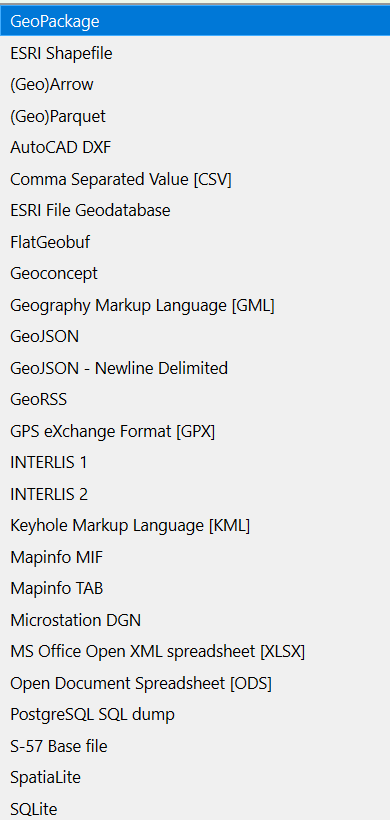 GeoPackage
ESRI Shapefile
(Geo)Arrow
(Geo)Parquet
AutoCAD DXF
Comma Separated Value [CSV]
ESRI File Geodatabase
FlatGeobuf
Geoconcept
Geography Markup Language [GML]
GeoJSON
GeoJSON - Newline Delimited
GeoRSS
GPS eXchange Format [GPX]
INTERLIS 1
INTERLIS 2
Keyhole Markup Language [KML]
Mapinfo MIF
Mapinfo TAB
Microstation DGN
MS Office Open XML spreadsheet [XLSX]
Open Document Spreadsheet [ODS]
PostgreSQL SQL dump
S-57 Base file
SpatiaLite
SQLite